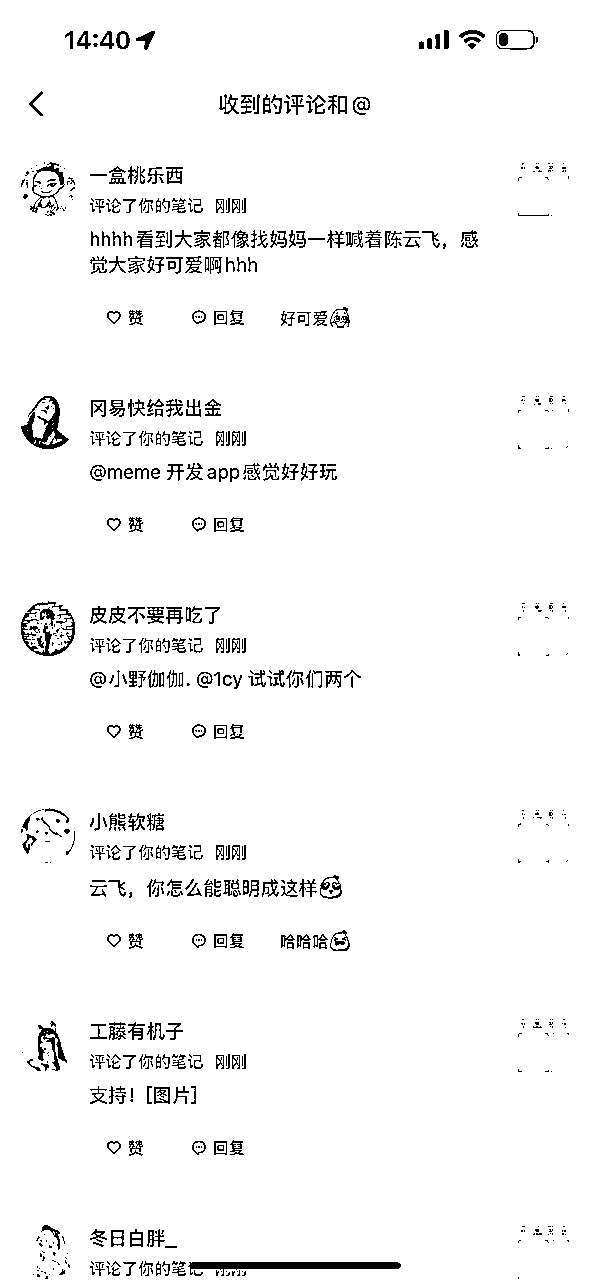 14:40
收到的评论和@
一盒桃乐西
评论了你的笔记 刚刚
hhhh看到大家都像找妈妈一样喊着陈云飞，感
觉大家好可爱啊hhh
赞 回复 好可爱
冈易快给我出金
评论了你的笔记 刚刚
@meme 开发app感觉好好玩
赞 回复
皮皮不要再吃了
评论了你的笔记 刚刚
@小野伽伽. @1cy 试试你们两个
赞 回复
小熊软糖
评论了你的笔记 刚刚
云飞，你怎么能聪明成这样
赞 回复 哈哈哈
工藤有机子
评论了你的笔记 刚刚
支持！[图片]
赞 回复
冬日白胖_
评论了你的笔记 刚刚